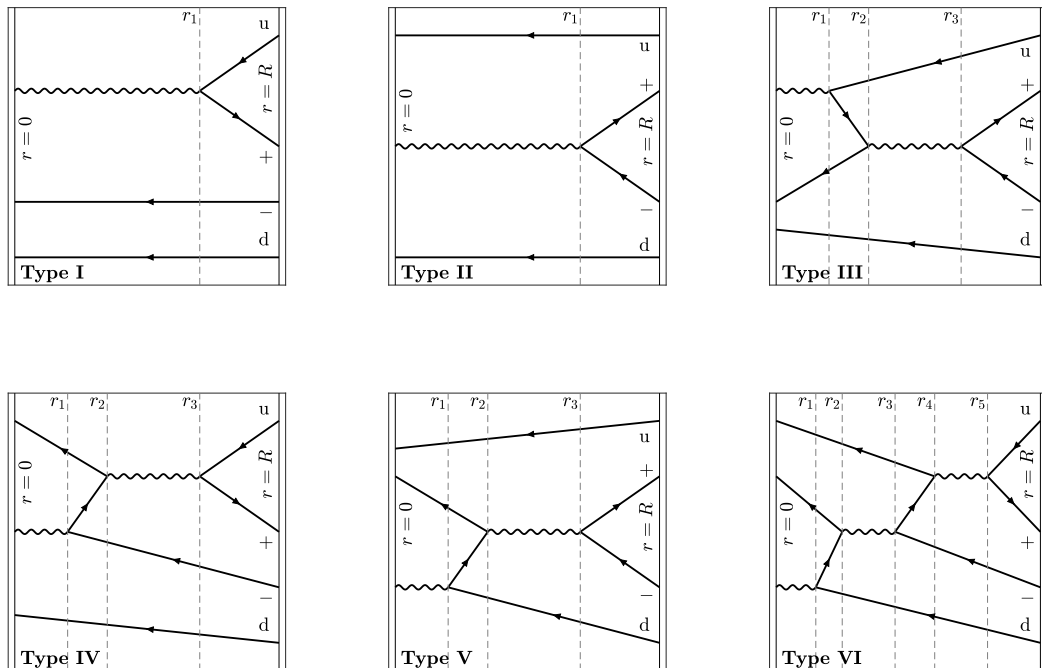 r₁
u
r = 0
r = R
+
−
d
Type I
r₁
u
+
r = 0
r = R
−
d
Type II
r₁ r₂ r₃
u
+
r = 0
r = R
−
d
Type III
r₁ r₂ r₃
u
r = 0
r = R
+
−
d
Type IV
r₁ r₂ r₃
u
+
r = 0
r = R
−
d
Type V
r₁ r₂ r₃ r₄ r₅
u
r = 0
r = R
+
−
d
Type VI